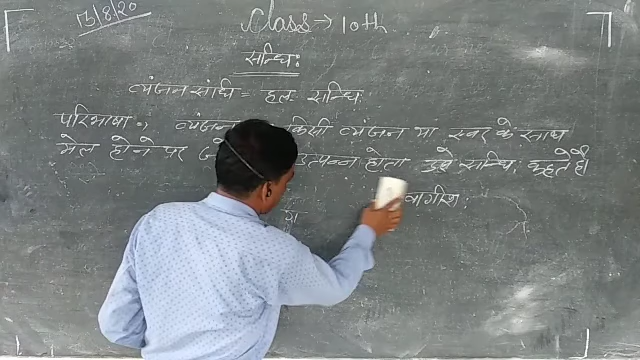 13/8/20
Class → 10th
सन्धिः
व्यंजन संधि = हल सन्धिः
परिभाषा :- व्यंजन किसी व्यंजन या स्वर के साथ
मेल होने पर उत्पन्न होता उसे सन्धि कहते है।
वागीशः